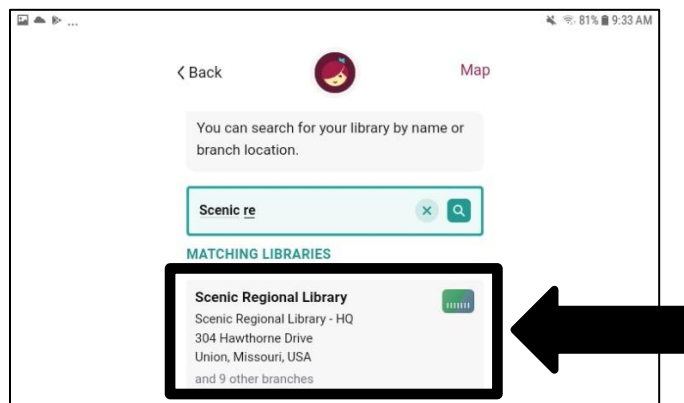 ... 81% 9:33 AM
Back Map
You can search for your library by name or
branch location.
Scenic re
MATCHING LIBRARIES
Scenic Regional Library
Scenic Regional Library - HQ
304 Hawthorne Drive
Union, Missouri, USA
and 9 other branches